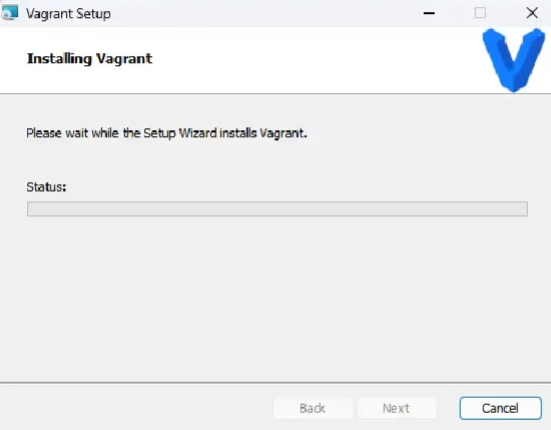 Vagrant Setup
Installing Vagrant
Please wait while the Setup Wizard installs Vagrant.
Status:
Back
Next
Cancel